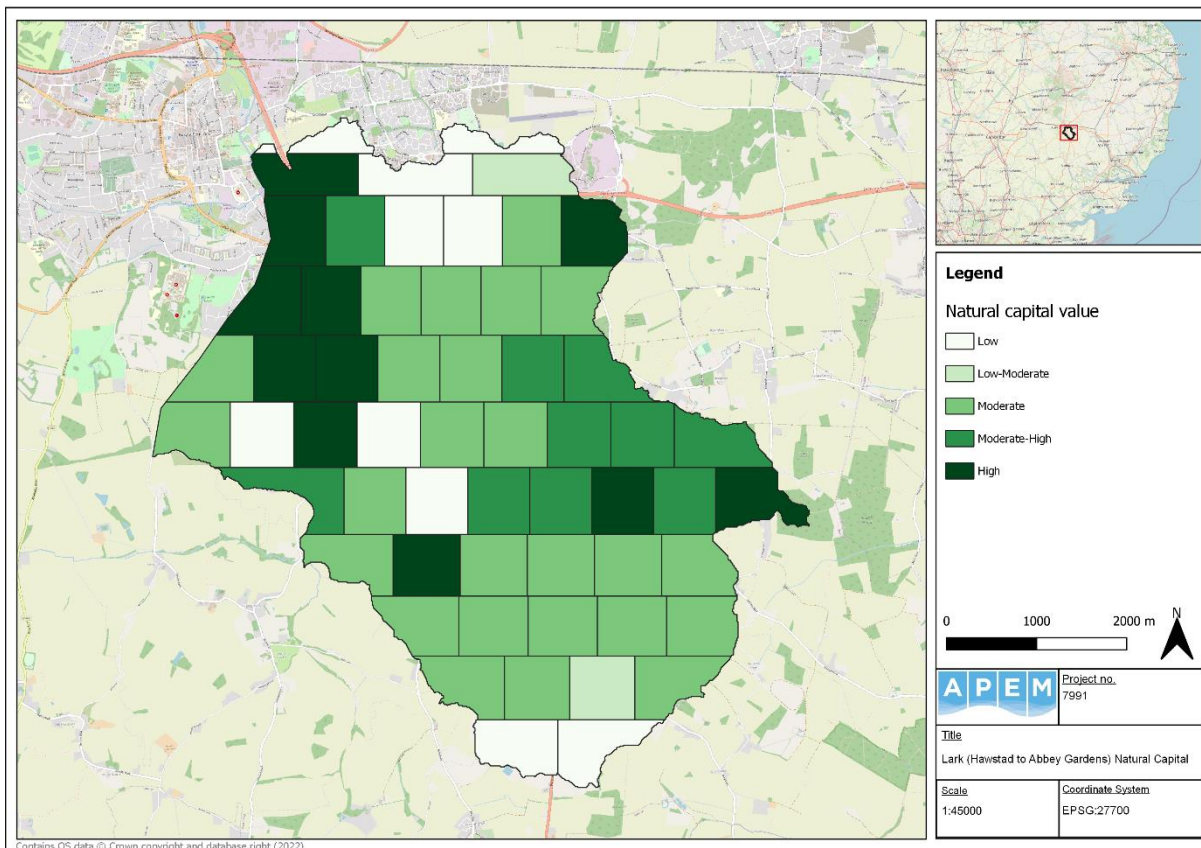 Legend
Natural capital value
Low
Low-Moderate
Moderate
Moderate-High
High
0 1000 2000 m
N
APEM
Project no.
7991
Title
Lark (Hawstad to Abbey Gardens) Natural Capital
Scale
1:45000
Coordinate System
EPSG:27700
Contains OS data © Crown copyright and database right (2022)